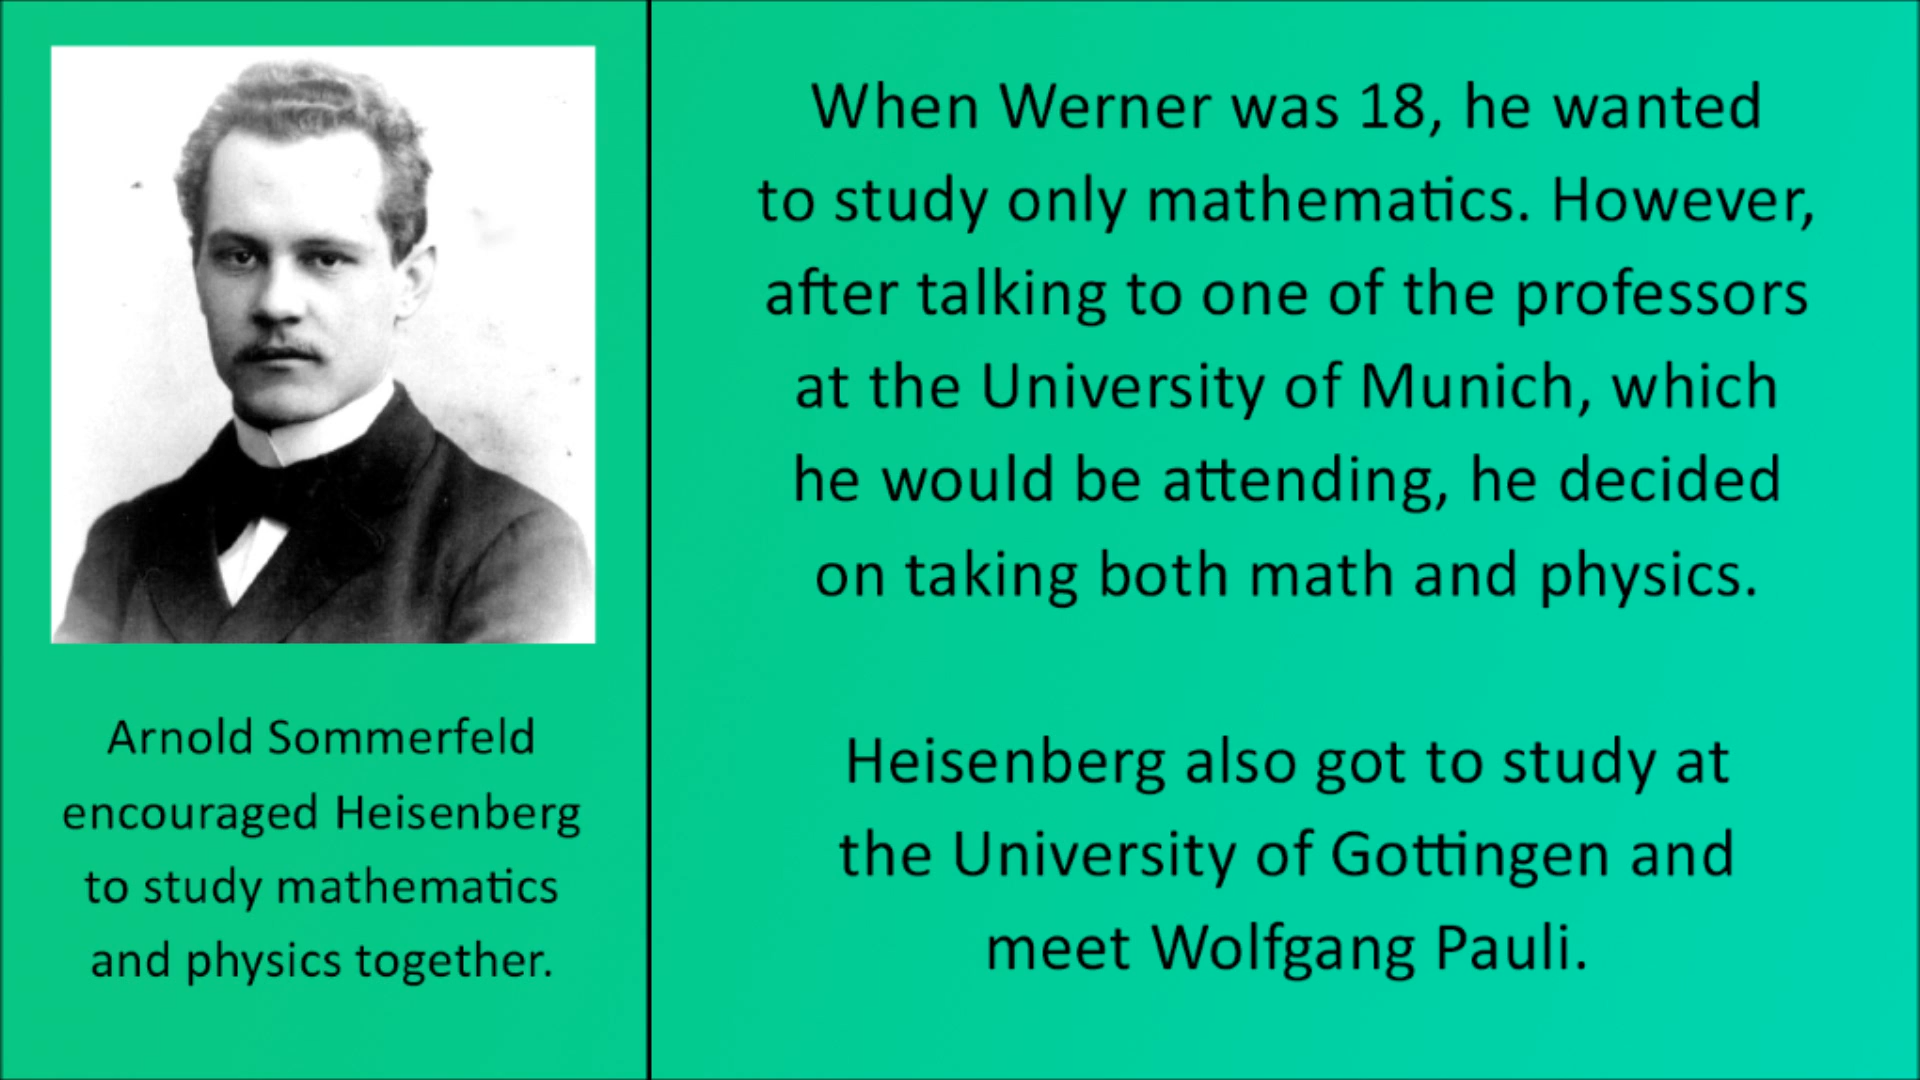 When Werner was 18, he wanted
to study only mathematics. However,
after talking to one of the professors
at the University of Munich, which
he would be attending, he decided
on taking both math and physics.
Heisenberg also got to study at
the University of Gottingen and
meet Wolfgang Pauli.
Arnold Sommerfeld
encouraged Heisenberg
to study mathematics
and physics together.